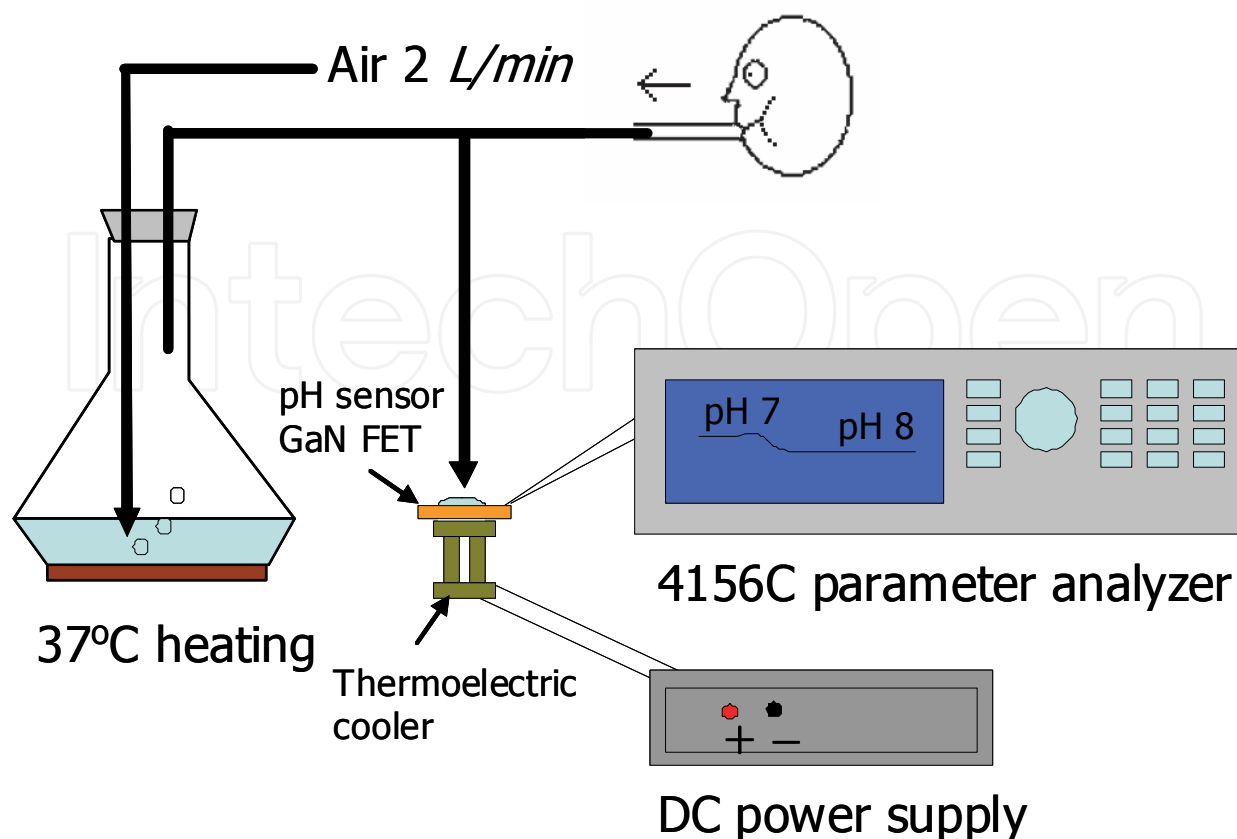 Air 2 L/min
IntechOpen
pH sensor
GaN FET
pH 7
pH 8
4156C parameter analyzer
37ºC heating
Thermoelectric
cooler
+ −
DC power supply